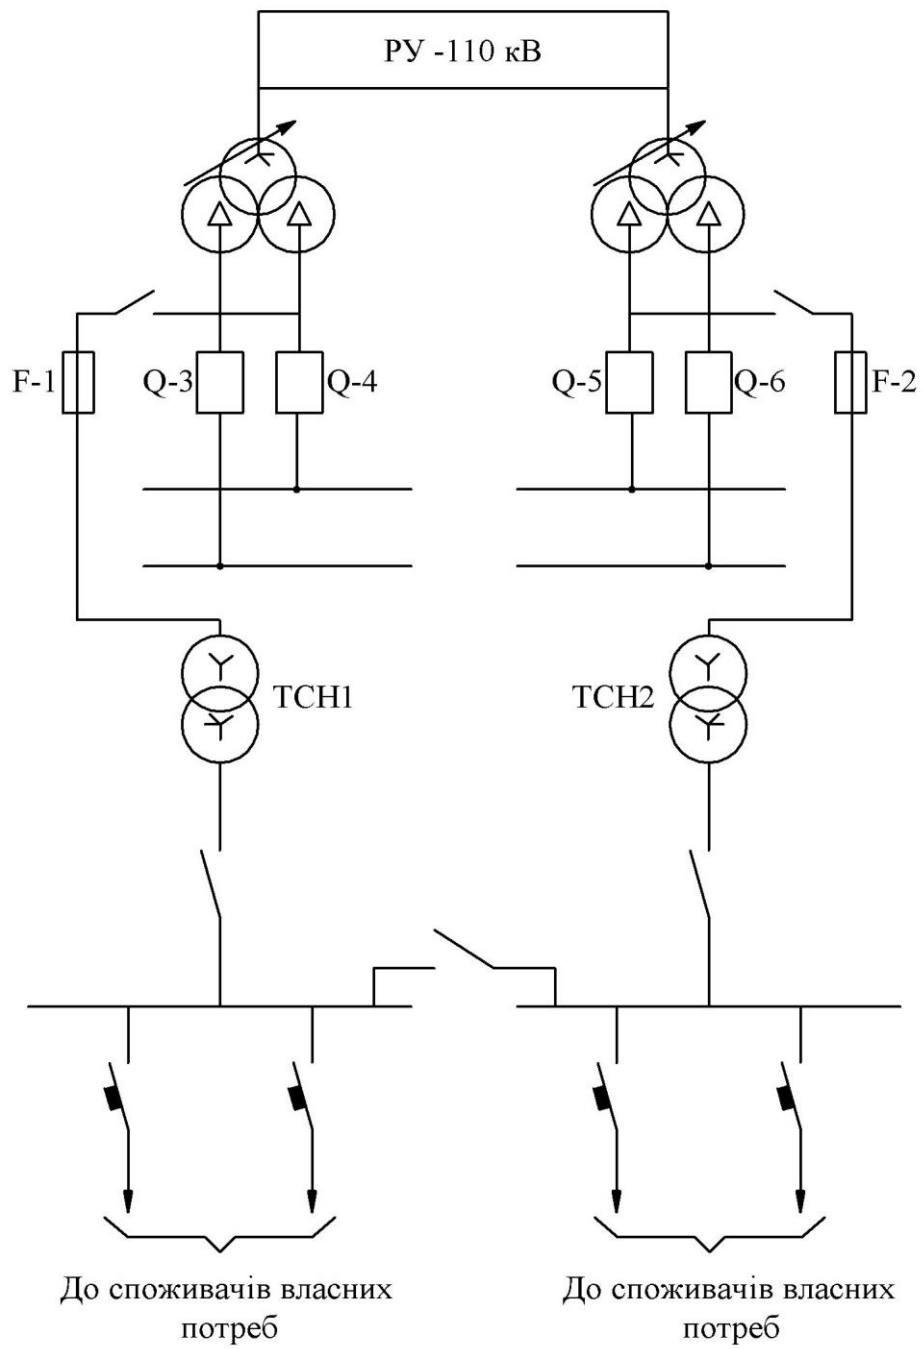 РУ -110 кВ
F-1
Q-3
Q-4
Q-5
Q-6
F-2
ТСН1
ТСН2
До споживачів власних
потреб
До споживачів власних
потреб